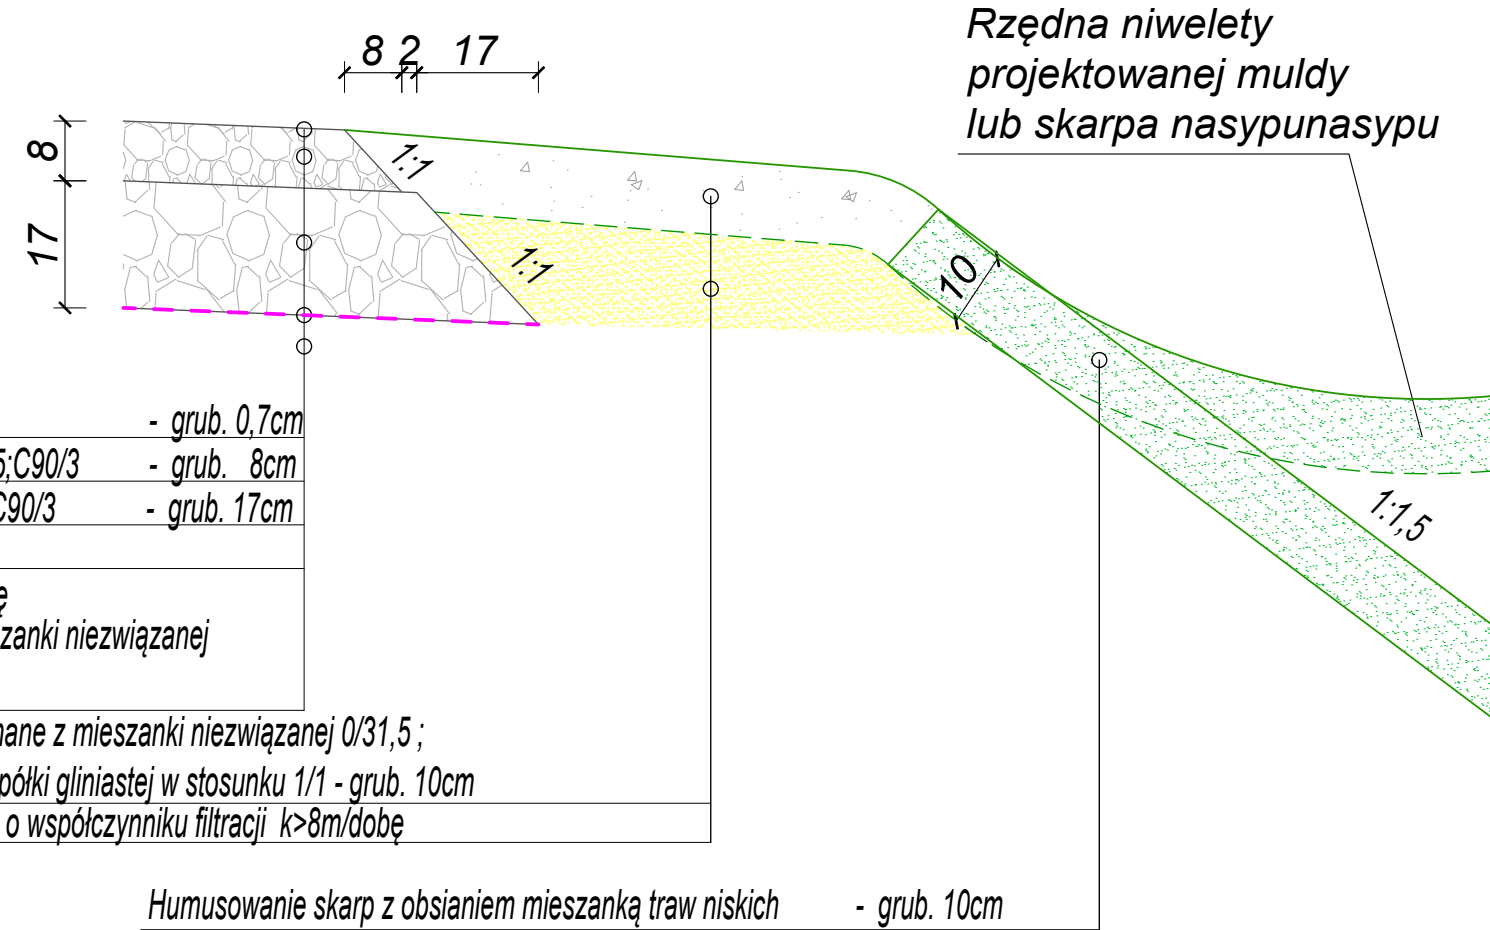 Rzędna niwelety
projektowanej muldy
lub skarpa nasypunasypu
8 2 17
8
17
1:1
1:1
10
1:1,5
- grub. 0,7cm
5;C90/3 - grub. 8cm
C90/3 - grub. 17cm
ę
zanki niezwiązanej
nane z mieszanki niezwiązanej 0/31,5 ;
półki gliniastej w stosunku 1/1 - grub. 10cm
o współczynniku filtracji k>8m/dobę
Humusowanie skarp z obsianiem mieszanką traw niskich - grub. 10cm